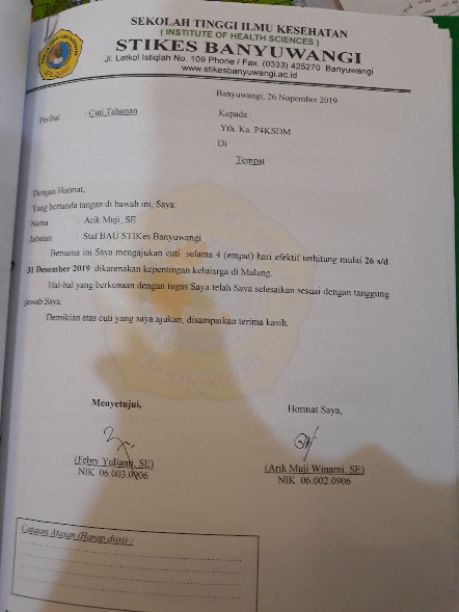 SEKOLAH TINGGI ILMU KESEHATAN
( INSTITUTE OF HEALTH SCIENCES )
STIKES BANYUWANGI
Jl. Letkol Istiqlah No. 109 Phone / Fax. (0333) 425270 Banyuwangi
www.stikesbanyuwangi.ac.id
Banyuwangi, 26 Nopember 2019
Perihal : Cuti Tahunan
Kepada
Yth. Ka. P4KSDM
Di
Tempat
Dengan Hormat,
Yang bertanda tangan di bawah ini, Saya:
Nama : Arik Muji, SE
Jabatan : Staf BAU STIKes Banyuwangi
Bersama ini Saya mengajukan cuti selama 4 (empat) hari efektif terhitung mulai 26 s/d
31 Desember 2019 dikarenakan kepentingan keluarga di Malang.
Hal-hal yang berkenaan dengan tugas Saya telah Saya selesaikan sesuai dengan tanggung
jawab Saya.
Demikian atas cuti yang saya ajukan, disampaikan terima kasih.
Menyetujui,
Hormat Saya,
(Febry Yulianti, SE)
NIK 06.003.0906
(Arik Muji Winarni, SE)
NIK 06.002.0906
Catatan Atasan (Harap diisi) :
BANYUWANGI